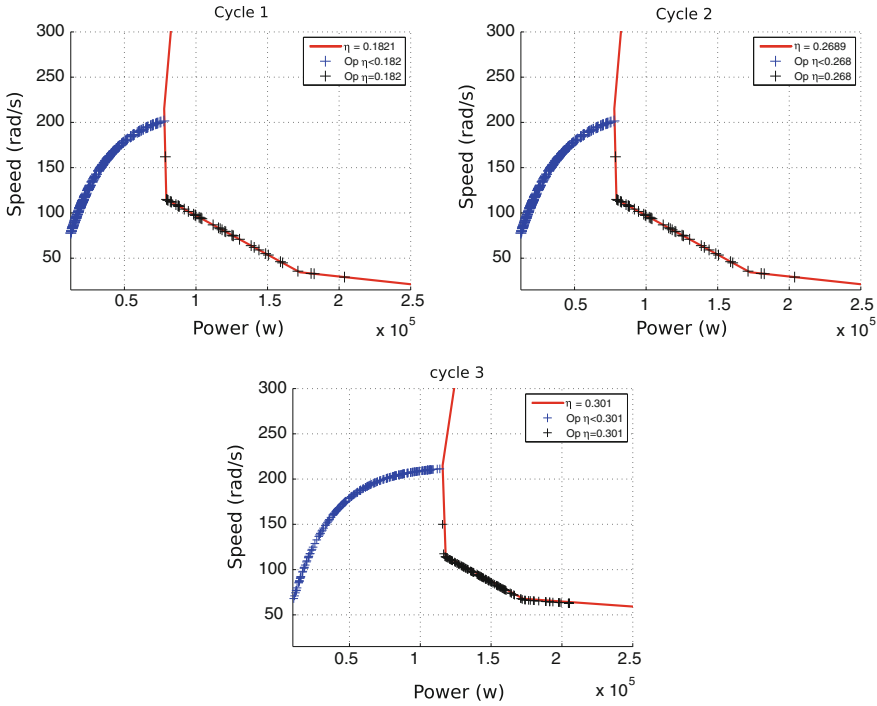 Cycle 1
300
250
200
150
100
50
Speed (rad/s)
η = 0.1821
Op η<0.182
Op η=0.182
0.5
1
1.5
2
2.5
Power (w)
x 10^5
Cycle 2
300
250
200
150
100
50
Speed (rad/s)
η = 0.2689
Op η<0.268
Op η=0.268
0.5
1
1.5
2
2.5
Power (w)
x 10^5
cycle 3
300
250
200
150
100
50
Speed (rad/s)
η = 0.301
Op η<0.301
Op η=0.301
0.5
1
1.5
2
2.5
Power (w)
x 10^5